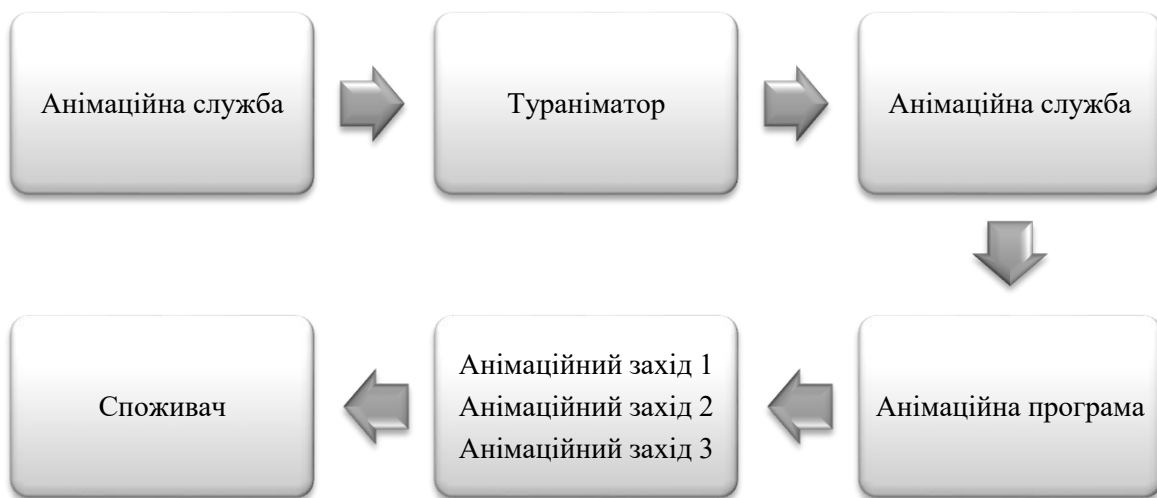 Анімаційна служба
Тураніматор
Анімаційна служба
Анімаційна програма
Анімаційний захід 1
Анімаційний захід 2
Анімаційний захід 3
Споживач